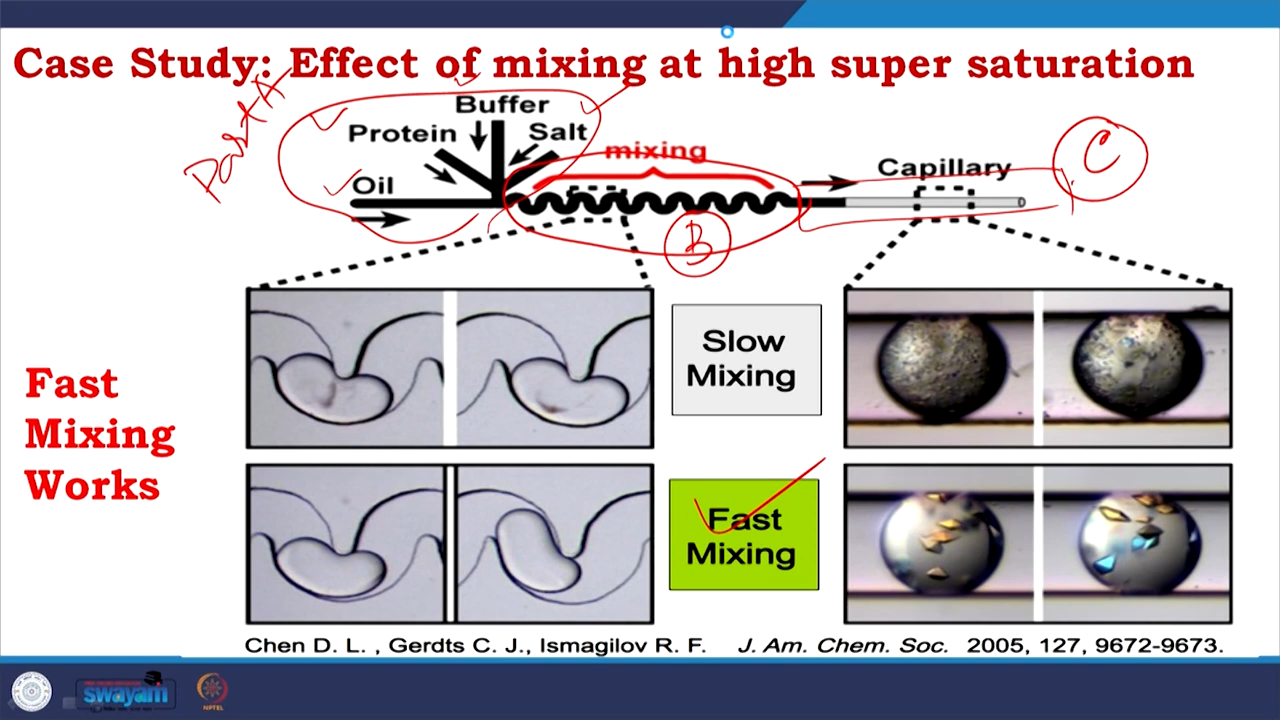 Case Study: Effect of mixing at high super saturation
Part A
Buffer
Protein
Salt
Oil
mixing
Capillary
C
B
Slow
Mixing
Fast
Mixing
Works
Fast
Mixing
Chen D. L. , Gerdts C. J., Ismagilov R. F. J. Am. Chem. Soc. 2005, 127, 9672-9673.
swayam
NPTEL